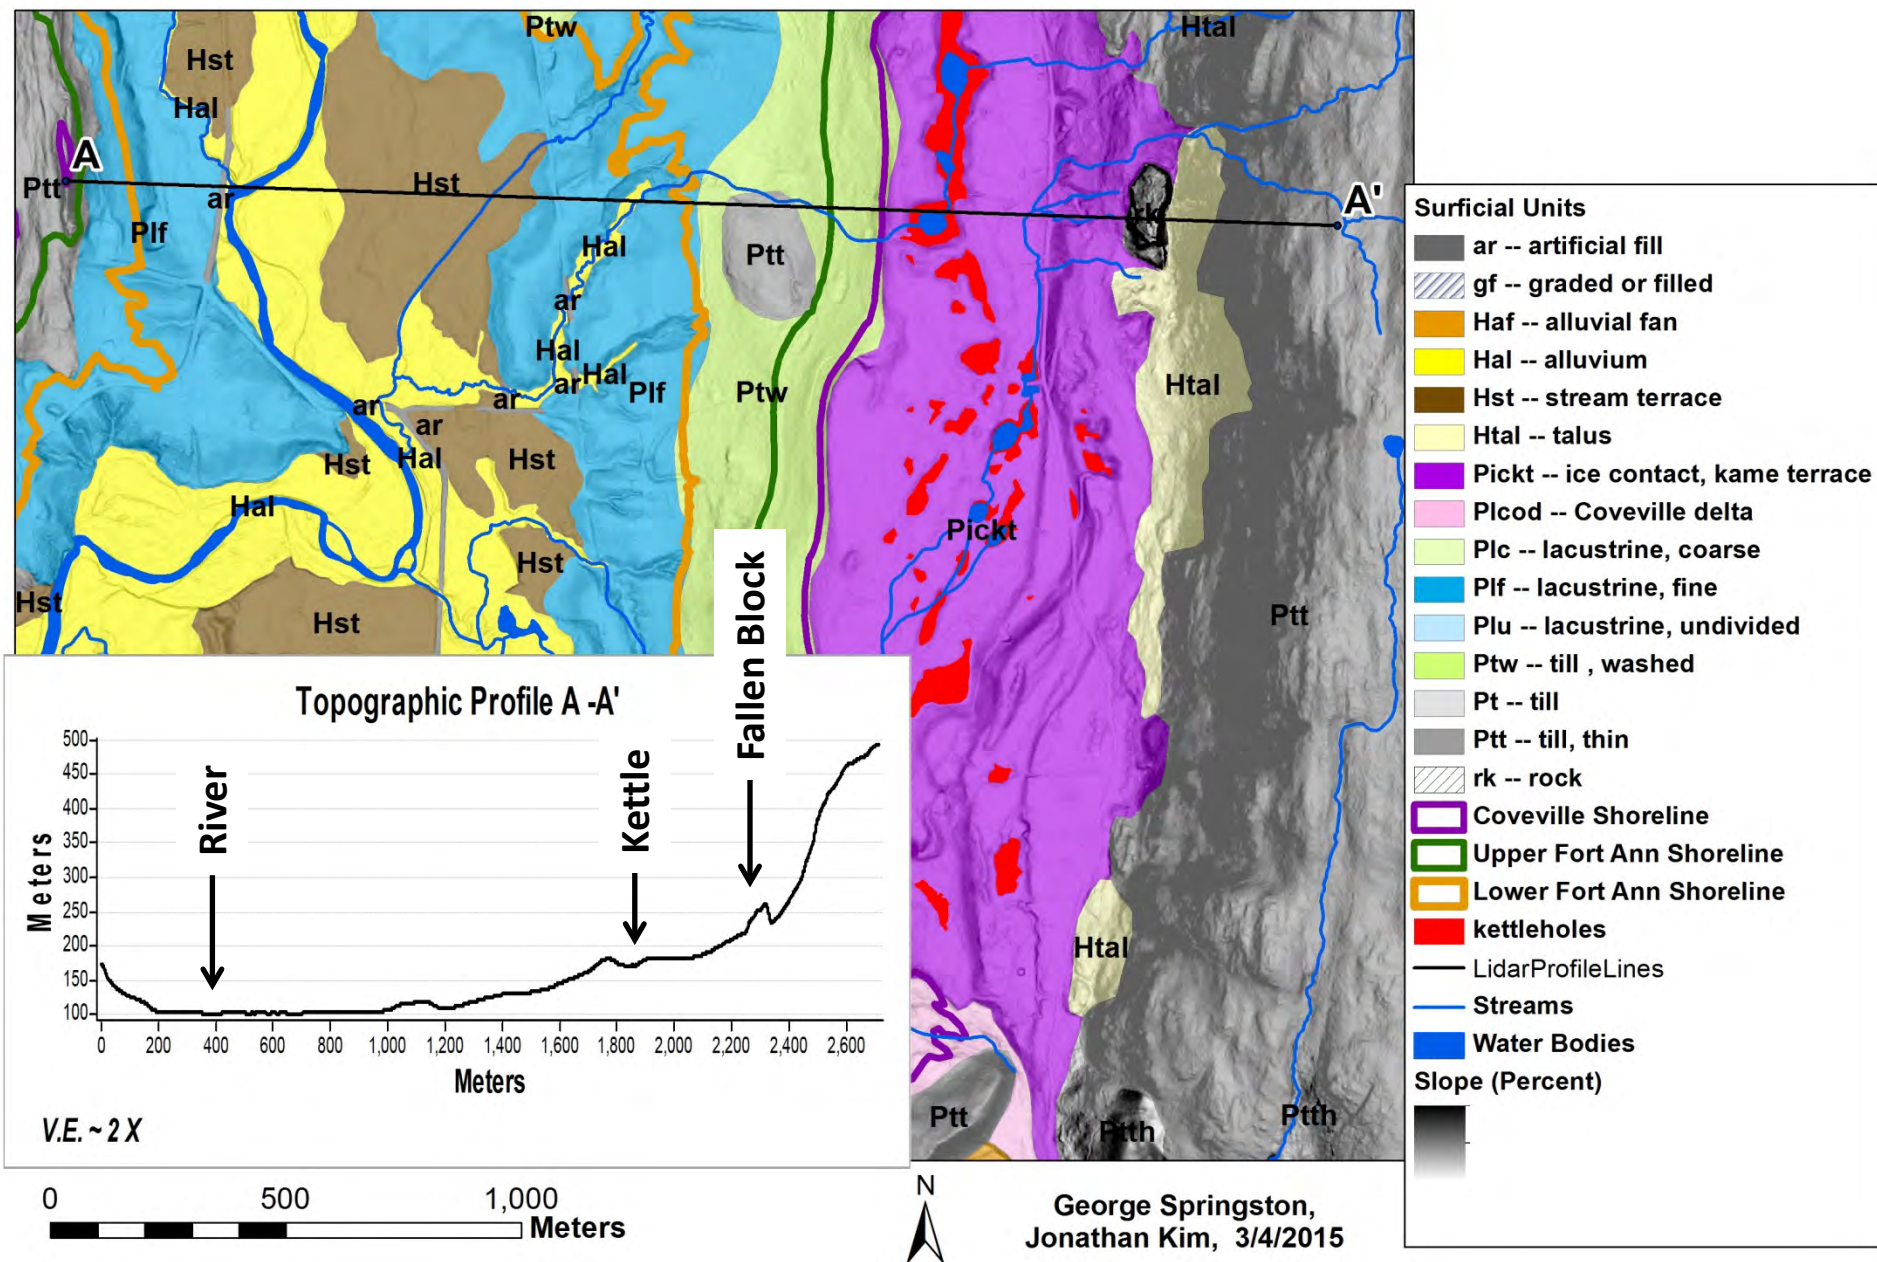 Ptw
Htal
Hst
Hal
A
Ptt
ar
Hst
Plf
Hal
Ptt
rk
A'
ar
Hal
ar
Hal
Plf
Ptw
Htal
ar
ar
ar
Hst
Hal
Hst
Hal
Pickt
Hst
Hst
Hst
Ptt
Htal
Ptt
Ptth
Ptth
Topographic Profile A -A'
Meters
500
450
400
350
300
250
200
150
100
River
Kettle
Fallen Block
0
200
400
600
800
1,000
1,200
1,400
1,600
1,800
2,000
2,200
2,400
2,600
Meters
V.E. ~ 2 X
0
500
1,000
Meters
N
George Springston,
Jonathan Kim, 3/4/2015
Surficial Units
ar -- artificial fill
gf -- graded or filled
Haf -- alluvial fan
Hal -- alluvium
Hst -- stream terrace
Htal -- talus
Pickt -- ice contact, kame terrace
Plcod -- Coveville delta
Plc -- lacustrine, coarse
Plf -- lacustrine, fine
Plu -- lacustrine, undivided
Ptw -- till , washed
Pt -- till
Ptt -- till, thin
rk -- rock
Coveville Shoreline
Upper Fort Ann Shoreline
Lower Fort Ann Shoreline
kettleholes
LidarProfileLines
Streams
Water Bodies
Slope (Percent)